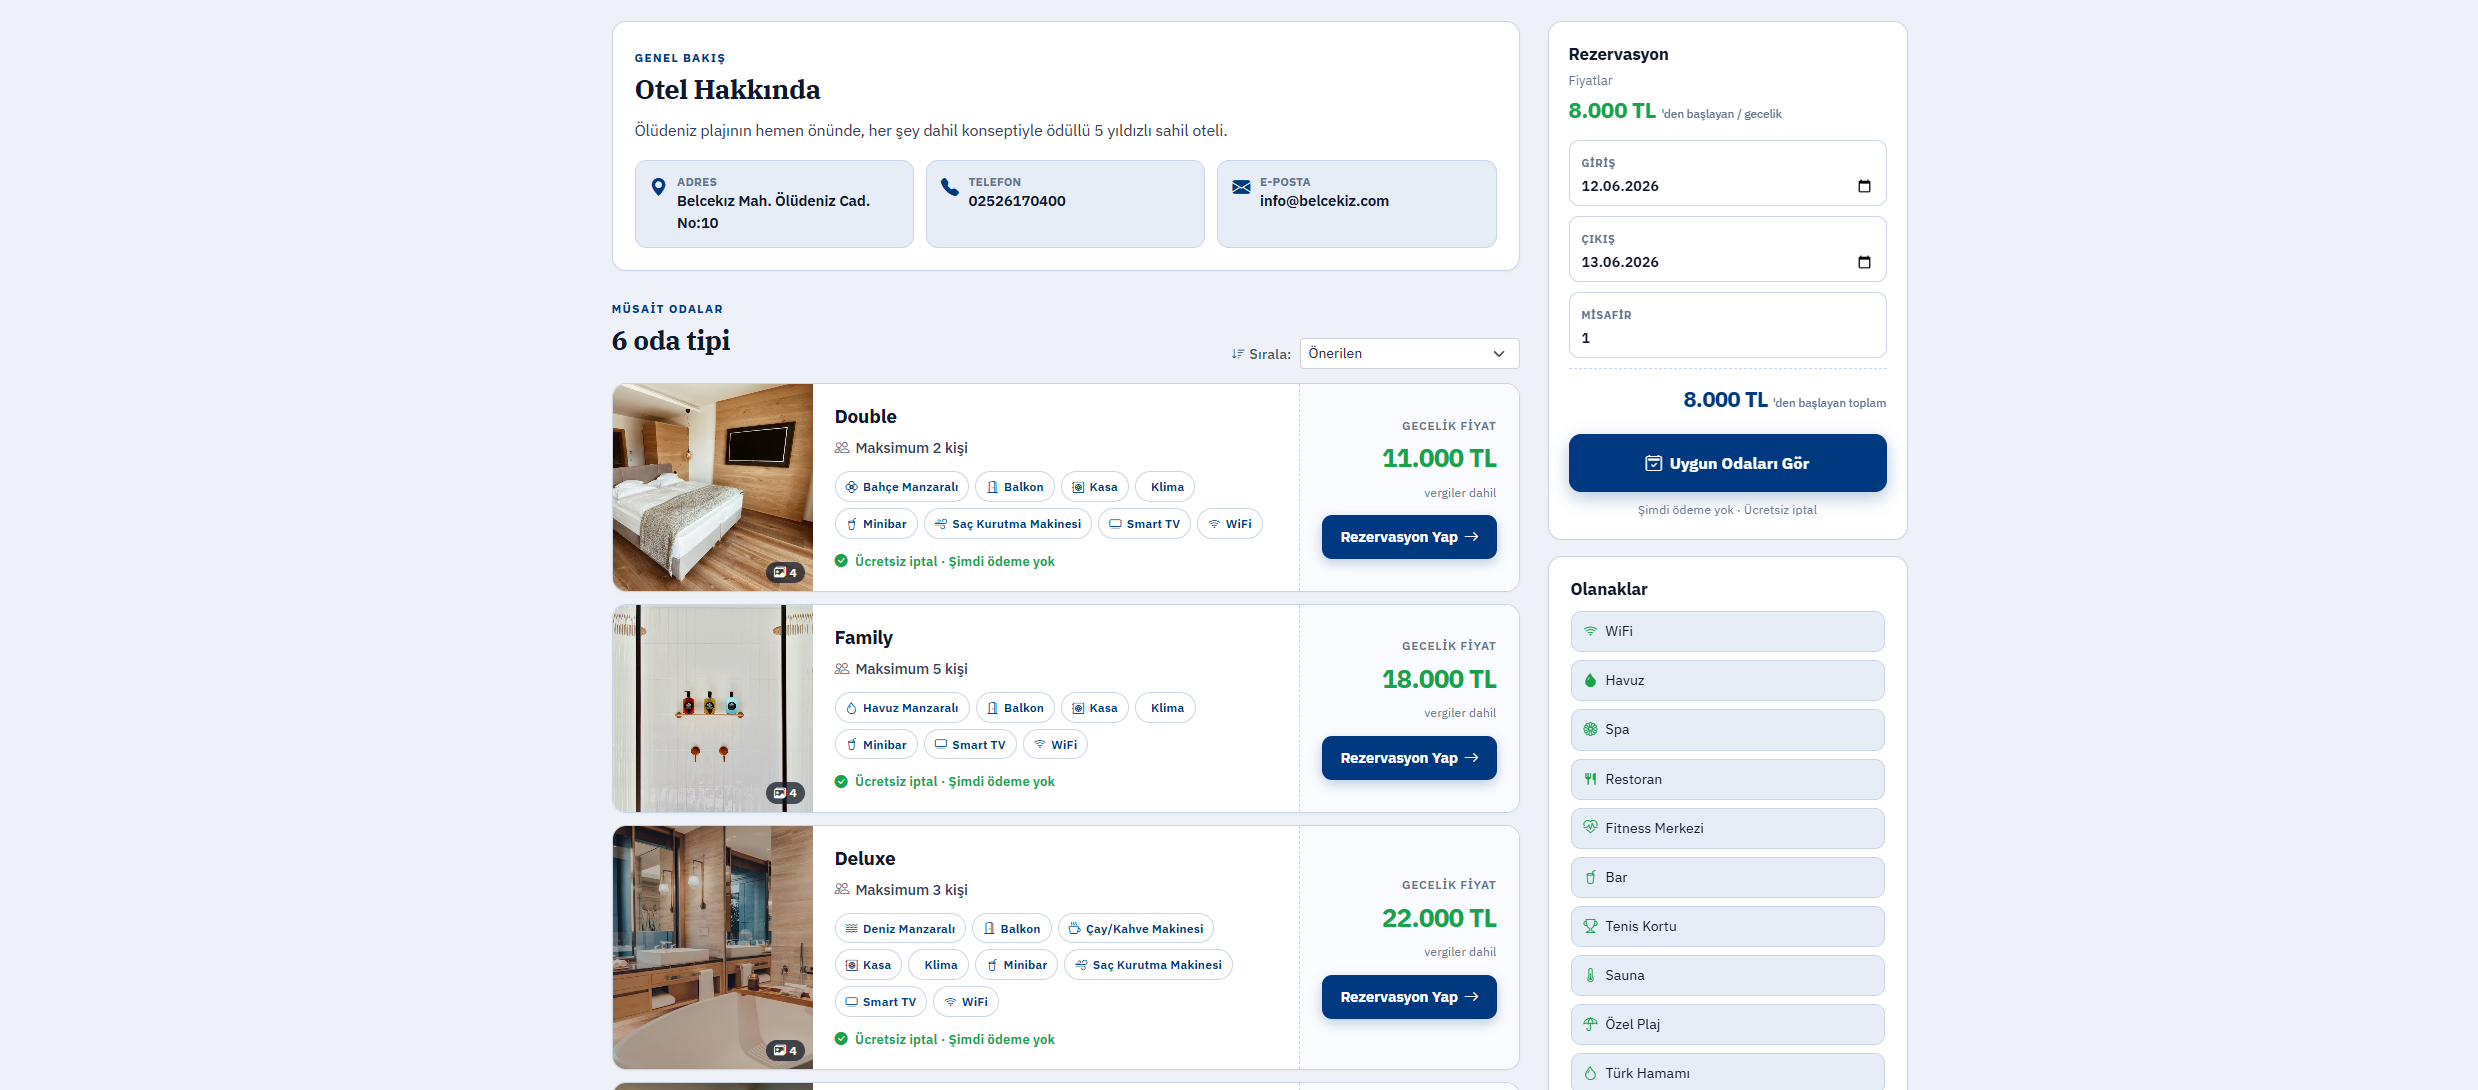 GENEL BAKIŞ
Otel Hakkında
Ölüdeniz plajının hemen önünde, her şey dahil konseptiyle ödüllü 5 yıldızlı sahil oteli.
ADRES
Belcekız Mah. Ölüdeniz Cad.
No:10
TELEFON
02526170400
E-POSTA
info@belcekiz.com
MÜSAİT ODALAR
6 oda tipi
Sırala:
Önerilen
Double
Maksimum 2 kişi
Bahçe Manzaralı
Balkon
Kasa
Klima
Minibar
Saç Kurutma Makinesi
Smart TV
WiFi
Ücretsiz iptal · Şimdi ödeme yok
4
GECELİK FİYAT
11.000 TL
vergiler dahil
Rezervasyon Yap →
Family
Maksimum 5 kişi
Havuz Manzaralı
Balkon
Kasa
Klima
Minibar
Smart TV
WiFi
Ücretsiz iptal · Şimdi ödeme yok
4
GECELİK FİYAT
18.000 TL
vergiler dahil
Rezervasyon Yap →
Deluxe
Maksimum 3 kişi
Deniz Manzaralı
Balkon
Çay/Kahve Makinesi
Kasa
Klima
Minibar
Saç Kurutma Makinesi
Smart TV
WiFi
Ücretsiz iptal · Şimdi ödeme yok
4
GECELİK FİYAT
22.000 TL
vergiler dahil
Rezervasyon Yap →
Rezervasyon
Fiyatlar
8.000 TL 'den başlayan / gecelik
GİRİŞ
12.06.2026
ÇIKIŞ
13.06.2026
MİSAFİR
1
8.000 TL 'den başlayan toplam
Uygun Odaları Gör
Şimdi ödeme yok · Ücretsiz iptal
Olanaklar
WiFi
Havuz
Spa
Restoran
Fitness Merkezi
Bar
Tenis Kortu
Sauna
Özel Plaj
Türk Hamamı